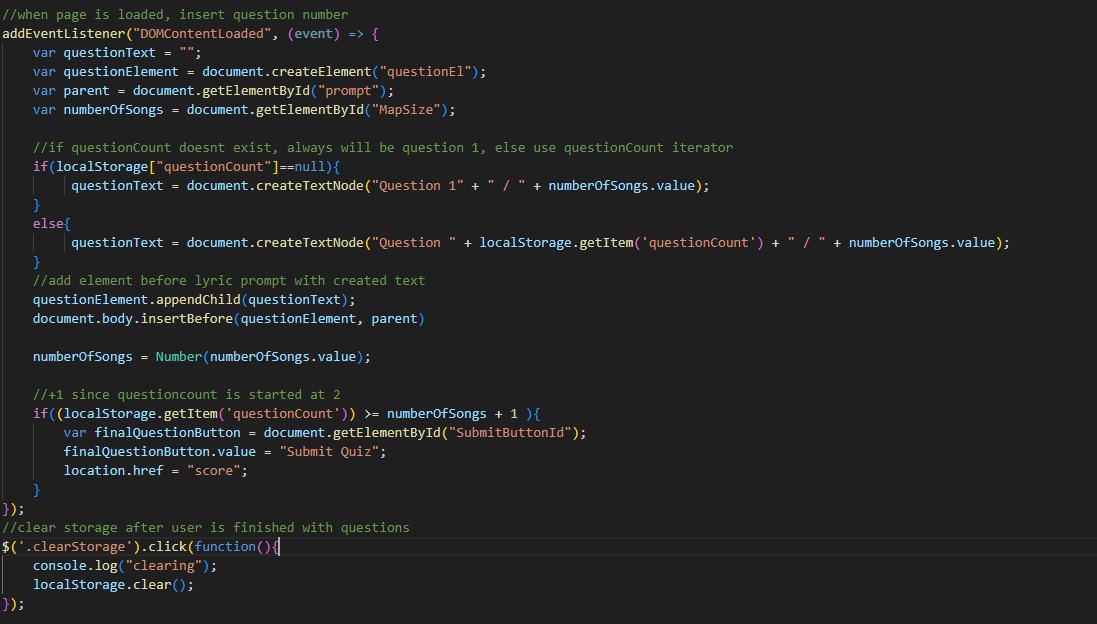 //when page is loaded, insert question number
addEventListener("DOMContentLoaded", (event) => {
    var questionText = "";
    var questionElement = document.createElement("questionEl");
    var parent = document.getElementById("prompt");
    var numberOfSongs = document.getElementById("MapSize");

    //if questionCount doesnt exist, always will be question 1, else use questionCount iterator
    if(localStorage["questionCount"]==null){
         questionText = document.createTextNode("Question 1" + " / " + numberOfSongs.value);
    }
    else{
         questionText = document.createTextNode("Question " + localStorage.getItem('questionCount') + " / " + numberOfSongs.value);
    }
    //add element before lyric prompt with created text
    questionElement.appendChild(questionText);
    document.body.insertBefore(questionElement, parent)

    numberOfSongs = Number(numberOfSongs.value);

    //+1 since questioncount is started at 2
    if((localStorage.getItem('questionCount')) >= numberOfSongs + 1 ){
        var finalQuestionButton = document.getElementById("SubmitButtonId");
        finalQuestionButton.value = "Submit Quiz";
        location.href = "score";
    }
});
//clear storage after user is finished with questions
$('.clearStorage').click(function(){
    console.log("clearing");
    localStorage.clear();
});